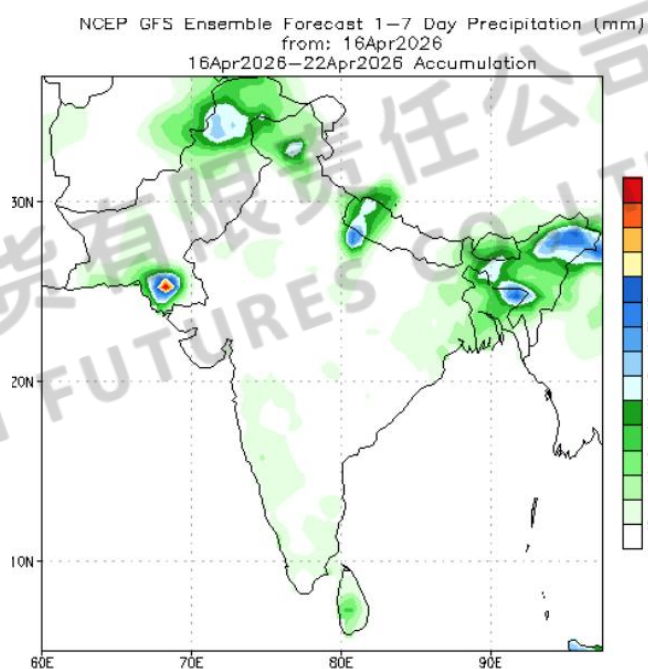 NCEP GFS Ensemble Forecast 1-7 Day Precipitation (mm)
from: 16Apr2026
16Apr2026-22Apr2026 Accumulation
货有限责任公司
FUTURES CO LT
30N
20N
10N
60E
70E
80E
90E